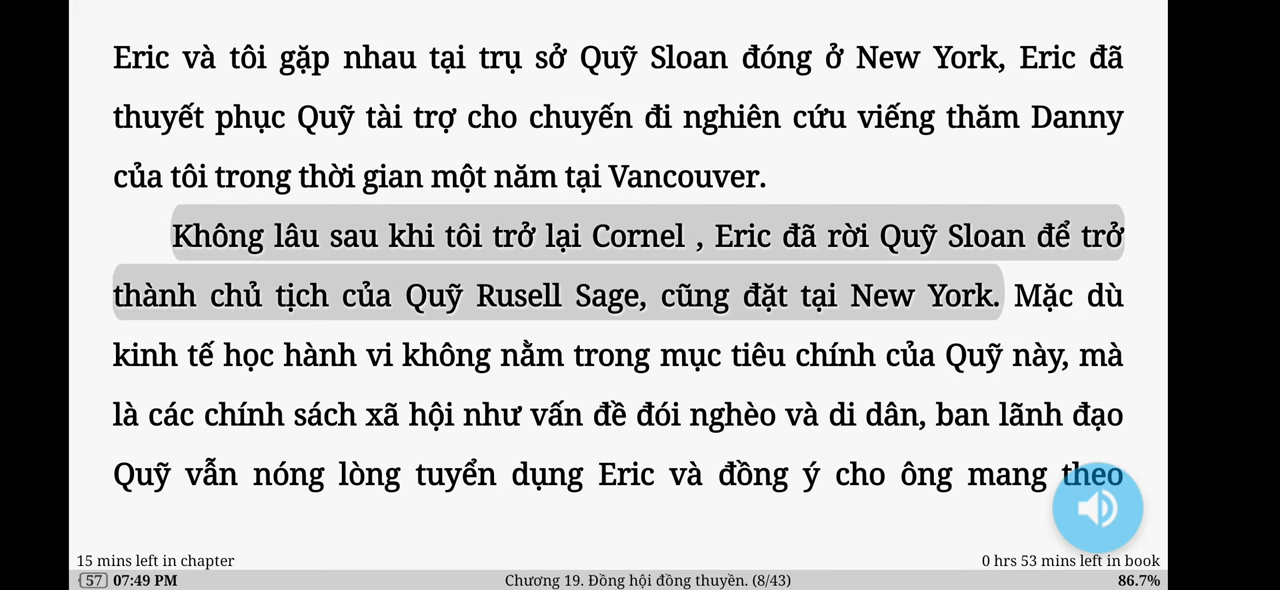 Eric và tôi gặp nhau tại trụ sở Quỹ Sloan đóng ở New York, Eric đã
thuyết phục Quỹ tài trợ cho chuyến đi nghiên cứu viếng thăm Danny
của tôi trong thời gian một năm tại Vancouver.
Không lâu sau khi tôi trở lại Cornel , Eric đã rời Quỹ Sloan để trở
thành chủ tịch của Quỹ Rusell Sage, cũng đặt tại New York. Mặc dù
kinh tế học hành vi không nằm trong mục tiêu chính của Quỹ này, mà
là các chính sách xã hội như vấn đề đói nghèo và di dân, ban lãnh đạo
Quỹ vẫn nóng lòng tuyển dụng Eric và đồng ý cho ông mang theo
15 mins left in chapter 0 hrs 53 mins left in book
57 07:49 PM Chương 19. Đồng hội đồng thuyền. (8/43) 86.7%